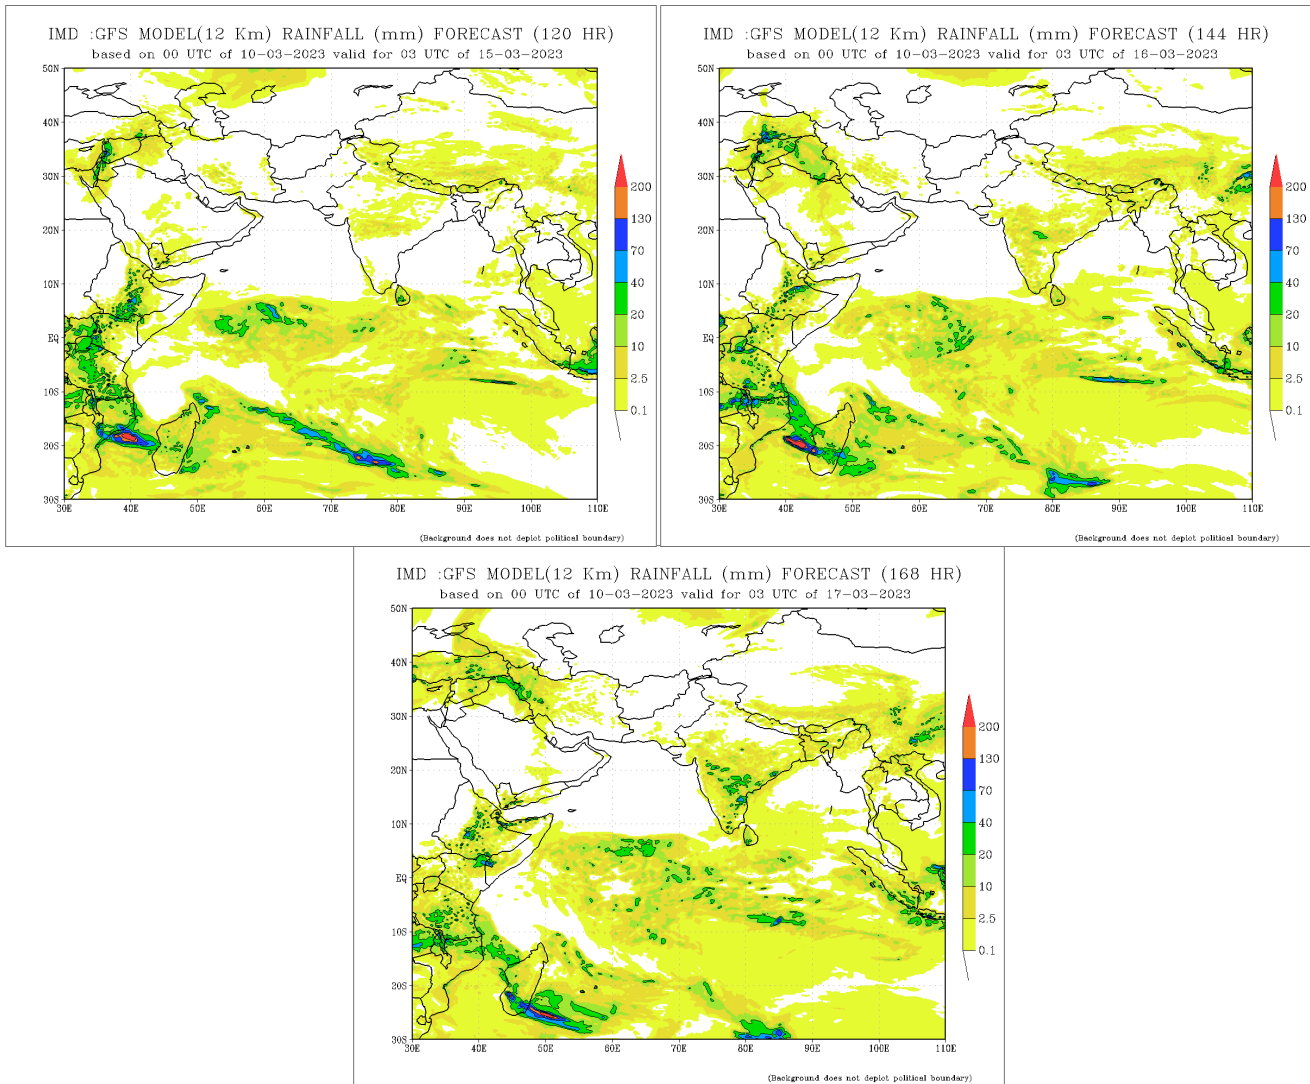 IMD :GFS MODEL(12 Km) RAINFALL (mm) FORECAST (120 HR)
based on 00 UTC of 10-03-2023 valid for 03 UTC of 15-03-2023
50N
40N
30N
20N
10N
EQ
10S
20S
30S
30E 40E 50E 60E 70E 80E 90E 100E 110E
200
130
70
40
20
10
2.5
0.1
(Background does not depict political boundary)
IMD :GFS MODEL(12 Km) RAINFALL (mm) FORECAST (144 HR)
based on 00 UTC of 10-03-2023 valid for 03 UTC of 16-03-2023
50N
40N
30N
20N
10N
EQ
10S
20S
30S
30E 40E 50E 60E 70E 80E 90E 100E 110E
200
130
70
40
20
10
2.5
0.1
(Background does not depict political boundary)
IMD :GFS MODEL(12 Km) RAINFALL (mm) FORECAST (168 HR)
based on 00 UTC of 10-03-2023 valid for 03 UTC of 17-03-2023
50N
40N
30N
20N
10N
EQ
10S
20S
30S
30E 40E 50E 60E 70E 80E 90E 100E 110E
200
130
70
40
20
10
2.5
0.1
(Background does not depict political boundary)